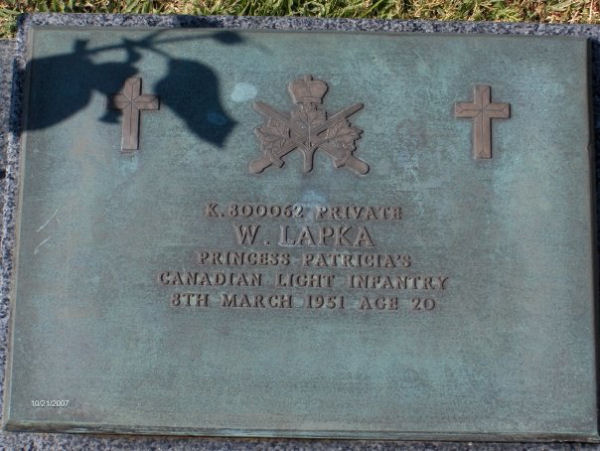 K.800062 PRIVATE
W. LAPKA
PRINCESS PATRICIA'S
CANADIAN LIGHT INFANTRY
8TH MARCH 1951 AGE 20
10/21/2007